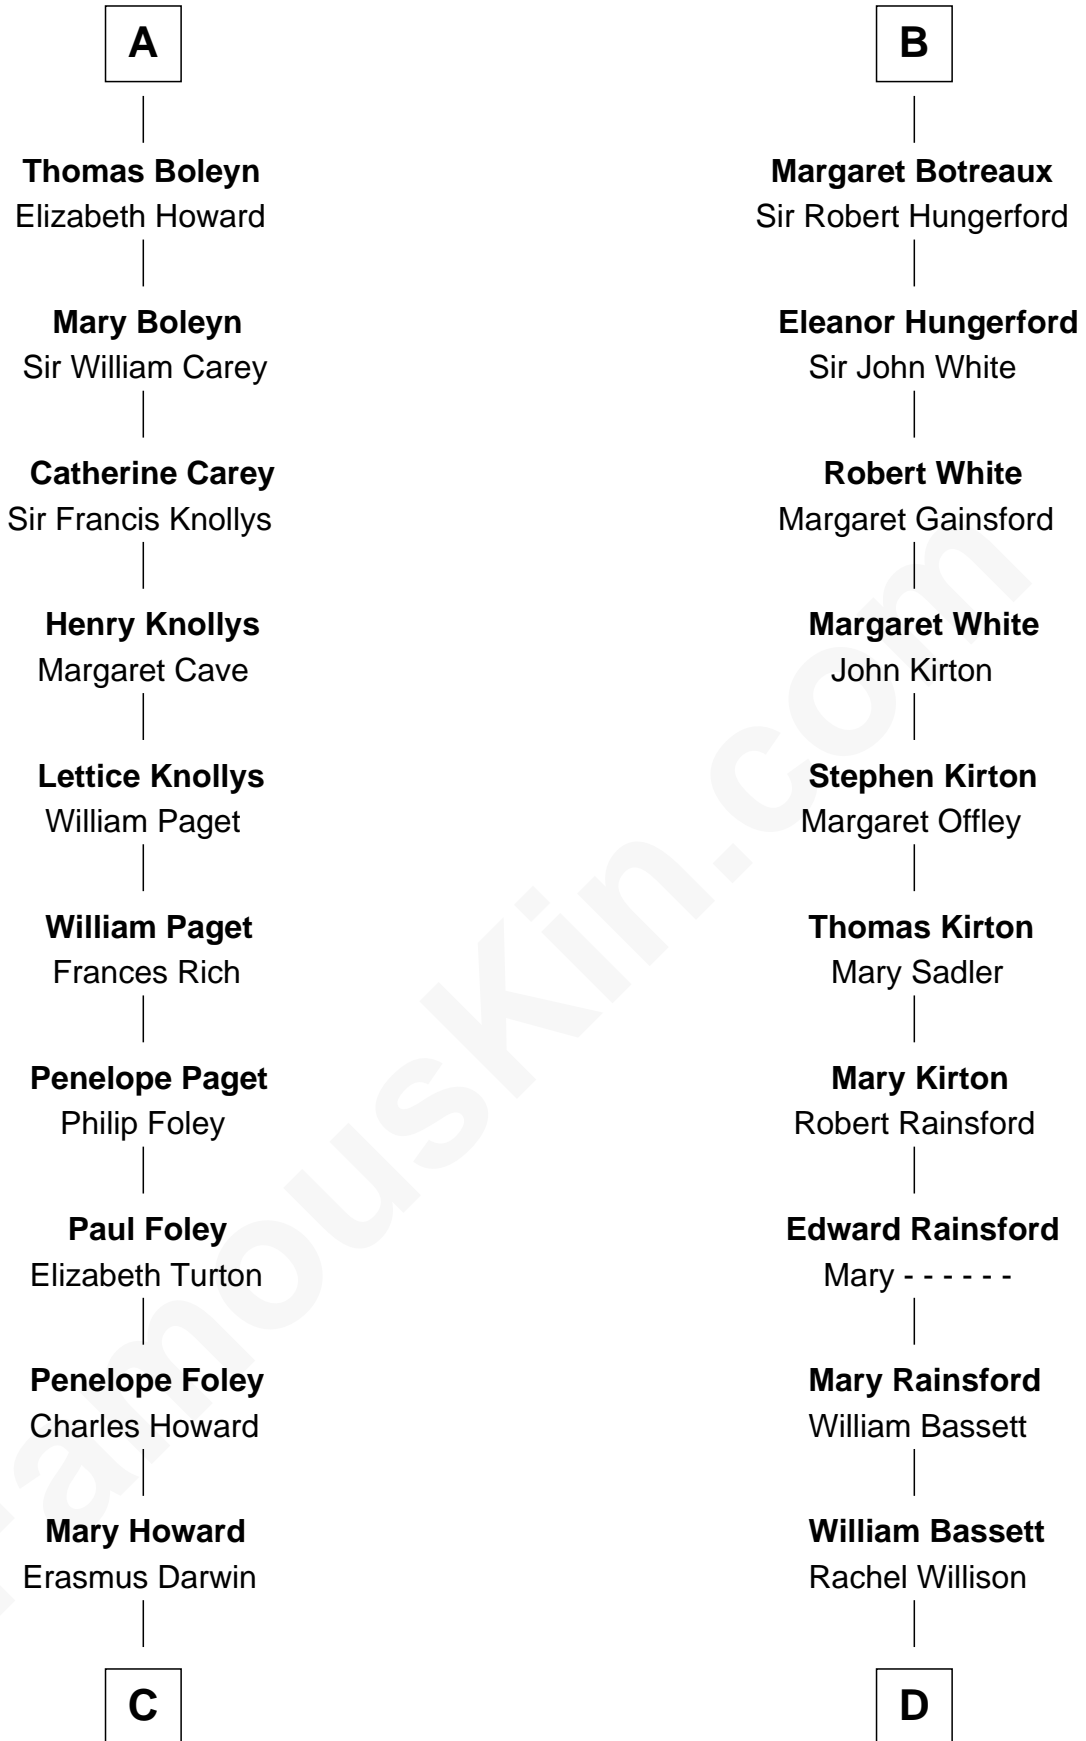 A
Thomas Boleyn
Elizabeth Howard
Mary Boleyn
Sir William Carey
Catherine Carey
Sir Francis Knollys
Henry Knollys
Margaret Cave
Lettice Knollys
William Paget
William Paget
Frances Rich
Penelope Paget
Philip Foley
Paul Foley
Elizabeth Turton
Penelope Foley
Charles Howard
Mary Howard
Erasmus Darwin
C
B
Margaret Botreaux
Sir Robert Hungerford
Eleanor Hungerford
Sir John White
Robert White
Margaret Gainsford
Margaret White
John Kirton
Stephen Kirton
Margaret Offley
Thomas Kirton
Mary Sadler
Mary Kirton
Robert Rainsford
Edward Rainsford
Mary - - - - - -
Mary Rainsford
William Bassett
William Bassett
Rachel Willison
D
FamousKin.com